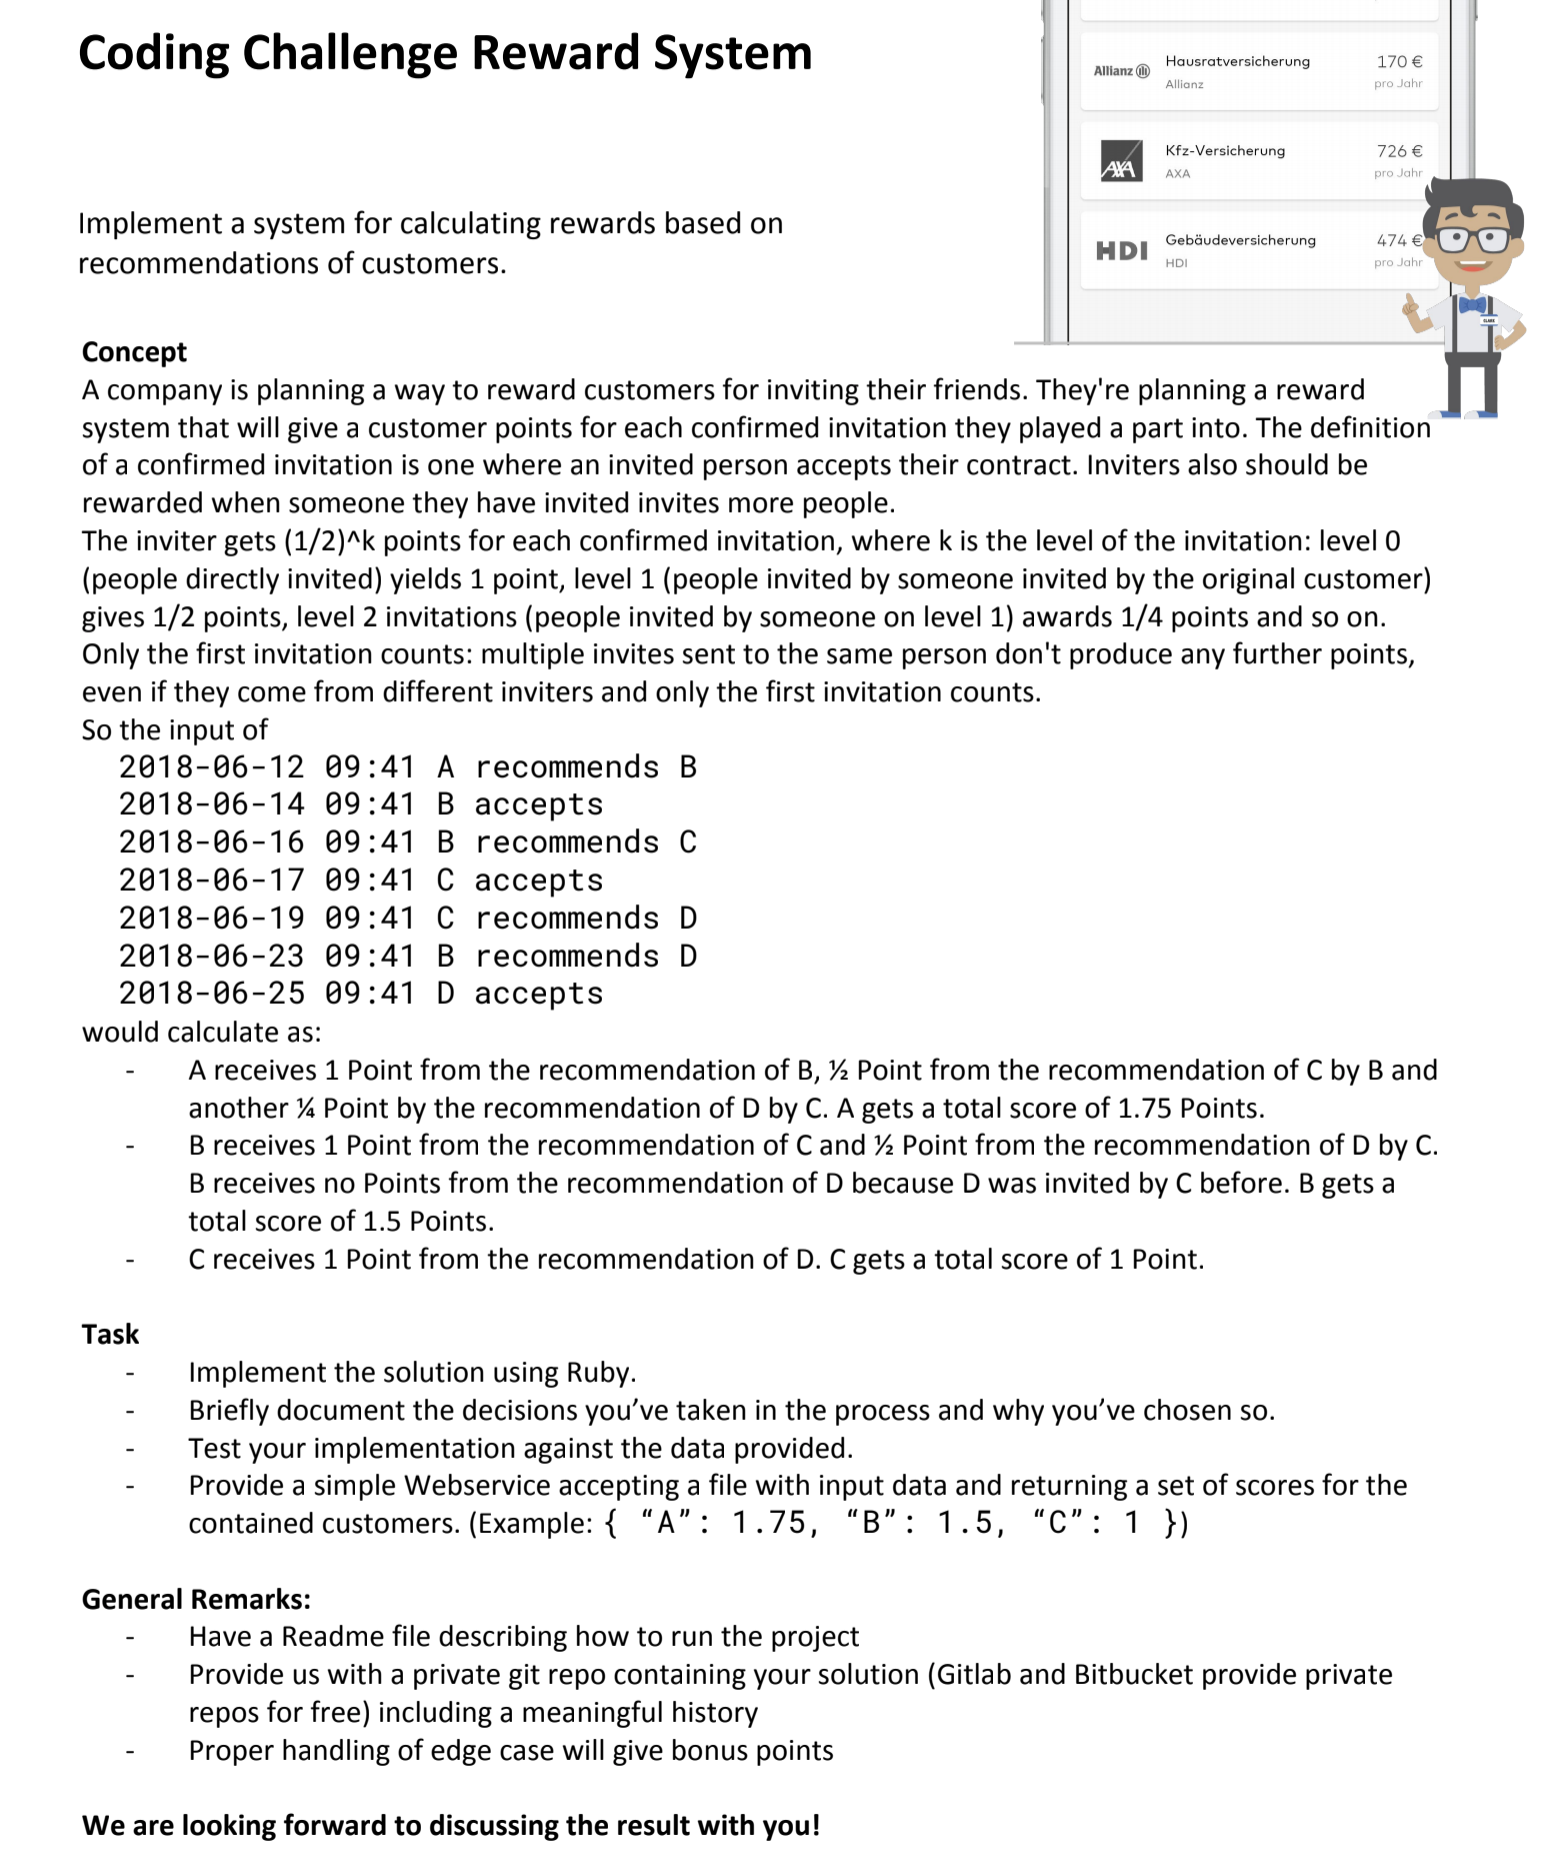 Coding Challenge Reward System
Allianz
Hausratversicherung
170 €
Allianz
pro Jahr
AXA
Kfz-Versicherung
726 €
AXA
pro Jahr
HDI
Gebäudeversicherung
474 €
HDI
pro Jahr
CLARK
Implement a system for calculating rewards based on
recommendations of customers.
Concept
A company is planning a way to reward customers for inviting their friends. They're planning a reward
system that will give a customer points for each confirmed invitation they played a part into. The definition
of a confirmed invitation is one where an invited person accepts their contract. Inviters also should be
rewarded when someone they have invited invites more people.
The inviter gets (1/2)^k points for each confirmed invitation, where k is the level of the invitation: level 0
(people directly invited) yields 1 point, level 1 (people invited by someone invited by the original customer)
gives 1/2 points, level 2 invitations (people invited by someone on level 1) awards 1/4 points and so on.
Only the first invitation counts: multiple invites sent to the same person don't produce any further points,
even if they come from different inviters and only the first invitation counts.
So the input of
2018-06-12 09:41 A recommends B
2018-06-14 09:41 B accepts
2018-06-16 09:41 B recommends C
2018-06-17 09:41 C accepts
2018-06-19 09:41 C recommends D
2018-06-23 09:41 B recommends D
2018-06-25 09:41 D accepts
would calculate as:
- A receives 1 Point from the recommendation of B, ½ Point from the recommendation of C by B and
another ¼ Point by the recommendation of D by C. A gets a total score of 1.75 Points.
- B receives 1 Point from the recommendation of C and ½ Point from the recommendation of D by C.
B receives no Points from the recommendation of D because D was invited by C before. B gets a
total score of 1.5 Points.
- C receives 1 Point from the recommendation of D. C gets a total score of 1 Point.
Task
- Implement the solution using Ruby.
- Briefly document the decisions you’ve taken in the process and why you’ve chosen so.
- Test your implementation against the data provided.
- Provide a simple Webservice accepting a file with input data and returning a set of scores for the
contained customers. (Example: { “A”: 1.75, “B”: 1.5, “C”: 1 })
General Remarks:
- Have a Readme file describing how to run the project
- Provide us with a private git repo containing your solution (Gitlab and Bitbucket provide private
repos for free) including a meaningful history
- Proper handling of edge case will give bonus points
We are looking forward to discussing the result with you!